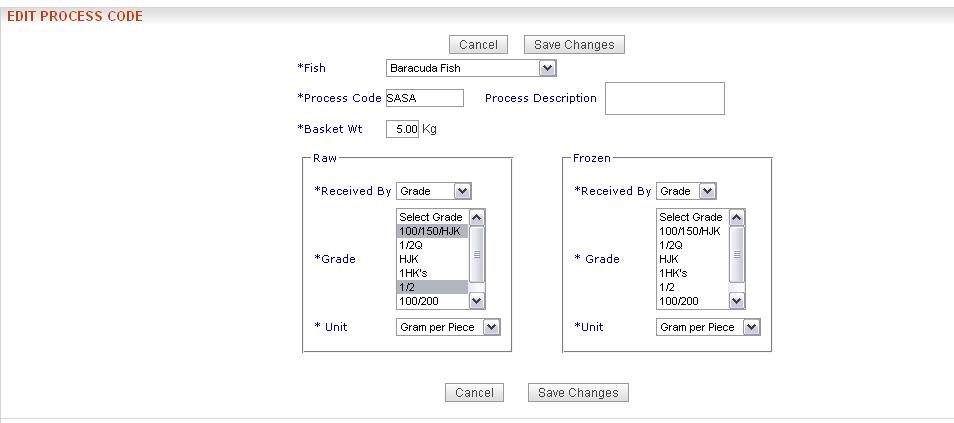 EDIT PROCESS CODE
Cancel Save Changes
*Fish Baracuda Fish
*Process Code SASA Process Description
*Basket Wt 5.00 Kg
Raw
*Received By Grade
*Grade
Select Grade
100/150/HJK
1/2Q
HJK
1HK's
1/2
100/200
* Unit Gram per Piece
Frozen
*Received By Grade
* Grade
Select Grade
100/150/HJK
1/2Q
HJK
1HK's
1/2
100/200
*Unit Gram per Piece
Cancel Save Changes